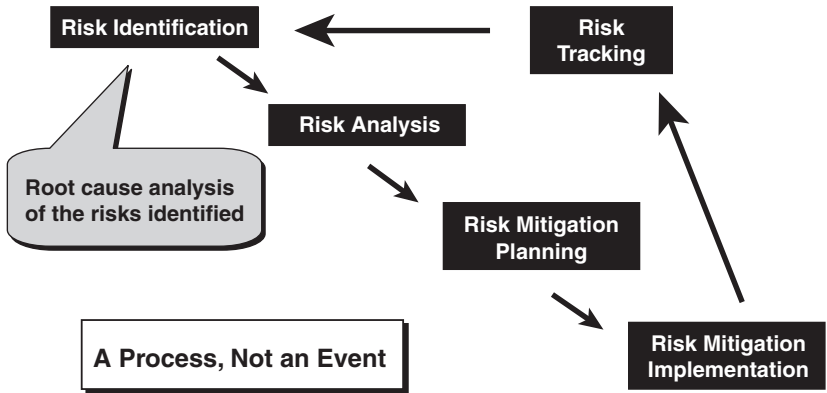 Risk Identification
Risk
Tracking
Risk Analysis
Root cause analysis
of the risks identified
Risk Mitigation
Planning
A Process, Not an Event
Risk Mitigation
Implementation